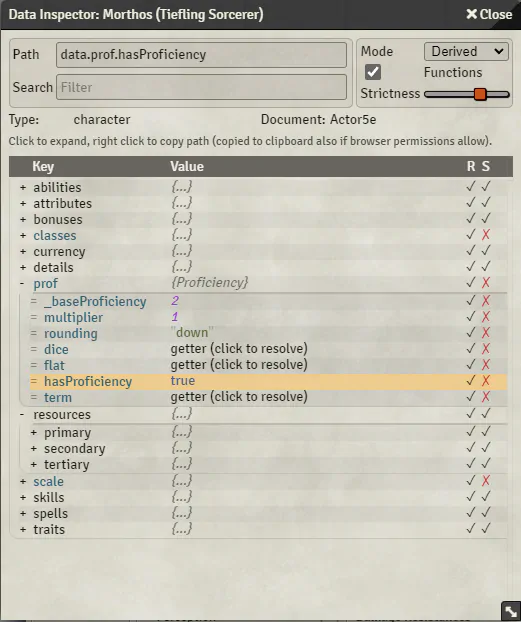 Data Inspector: Morthos (Tiefling Sorcerer) ✕ Close
Path data.prof.hasProficiency
Mode Derived
Search Filter
✓ Functions
Strictness
Type: character Document: Actor5e
Click to expand, right click to copy path (copied to clipboard also if browser permissions allow).
Key Value R S
+ abilities {...} ✓ ✓
+ attributes {...} ✓ ✓
+ bonuses {...} ✓ ✓
+ classes {...} ✓ ✗
+ currency {...} ✓ ✓
+ details {...} ✓ ✓
- prof {Proficiency} ✓ ✗
= _baseProficiency 2 ✓ ✗
= multiplier 1 ✓ ✗
= rounding "down" ✓ ✗
= dice getter (click to resolve) ✓ ✗
= flat getter (click to resolve) ✓ ✗
= hasProficiency true ✓ ✗
= term getter (click to resolve) ✓ ✗
- resources {...} ✓ ✓
+ primary {...} ✓ ✓
+ secondary {...} ✓ ✓
+ tertiary {...} ✓ ✓
+ scale {...} ✓ ✗
+ skills {...} ✓ ✓
+ spells {...} ✓ ✓
+ traits {...} ✓ ✓